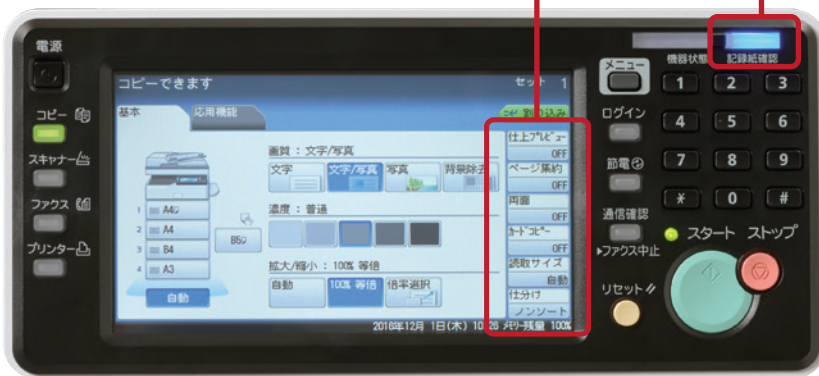 電源
機器状態 記録紙確認
メニュー
1 2 3
コピーできます
セット 1
基本
応用機能
割り込み
コピー
ログイン
4 5 6
画質 : 文字/写真
仕上プレビュー
OFF
スキャナー
文字
文字/写真
写真
背景除去
ページ集約
OFF
節電
7 8 9
両面
OFF
ファクス
1 A4
濃度 : 普通
* 0 #
通信確認
2 A4
B5
カードコピー
OFF
スタート ストップ
プリンター
3 B4
▶ファクス中止
4 A3
拡大/縮小 : 100% 等倍
読取サイズ
自動
自動
自動
100% 等倍
倍率選択
仕分け
ノンソート
リセット
2016年12月 1日(木) 10:26 メモリー残量 100%